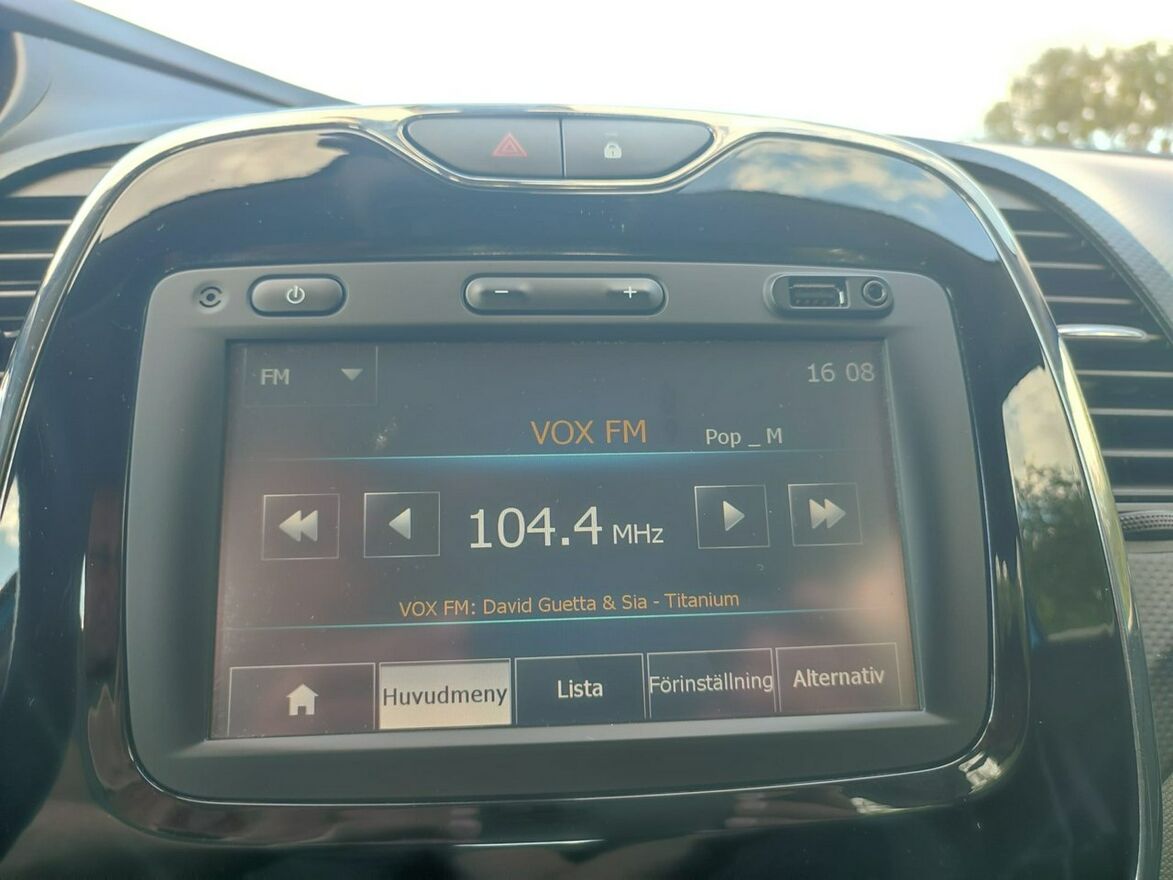 FM
16 08
VOX FM
Pop _ M
104.4 MHz
VOX FM: David Guetta & Sia - Titanium
Huvudmeny
Lista
Förinställning
Alternativ